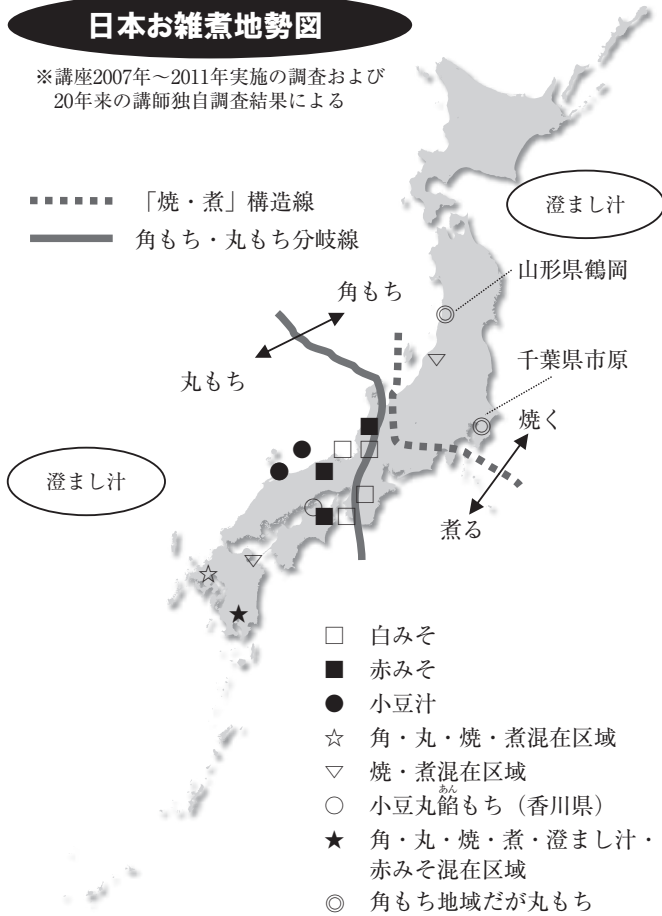 日本お雑煮地勢図
※講座2007年～2011年実施の調査および
20年来の講師独自調査結果による
「焼・煮」構造線
角もち・丸もち分岐線
澄まし汁
山形県鶴岡
角もち
丸もち
千葉県市原
焼く
澄まし汁
煮る
□ 白みそ
■ 赤みそ
● 小豆汁
☆ 角・丸・焼・煮混在区域
▽ 焼・煮混在区域
あん
○ 小豆丸餡もち（香川県）
★ 角・丸・焼・煮・澄まし汁・
赤みそ混在区域
◎ 角もち地域だが丸もち